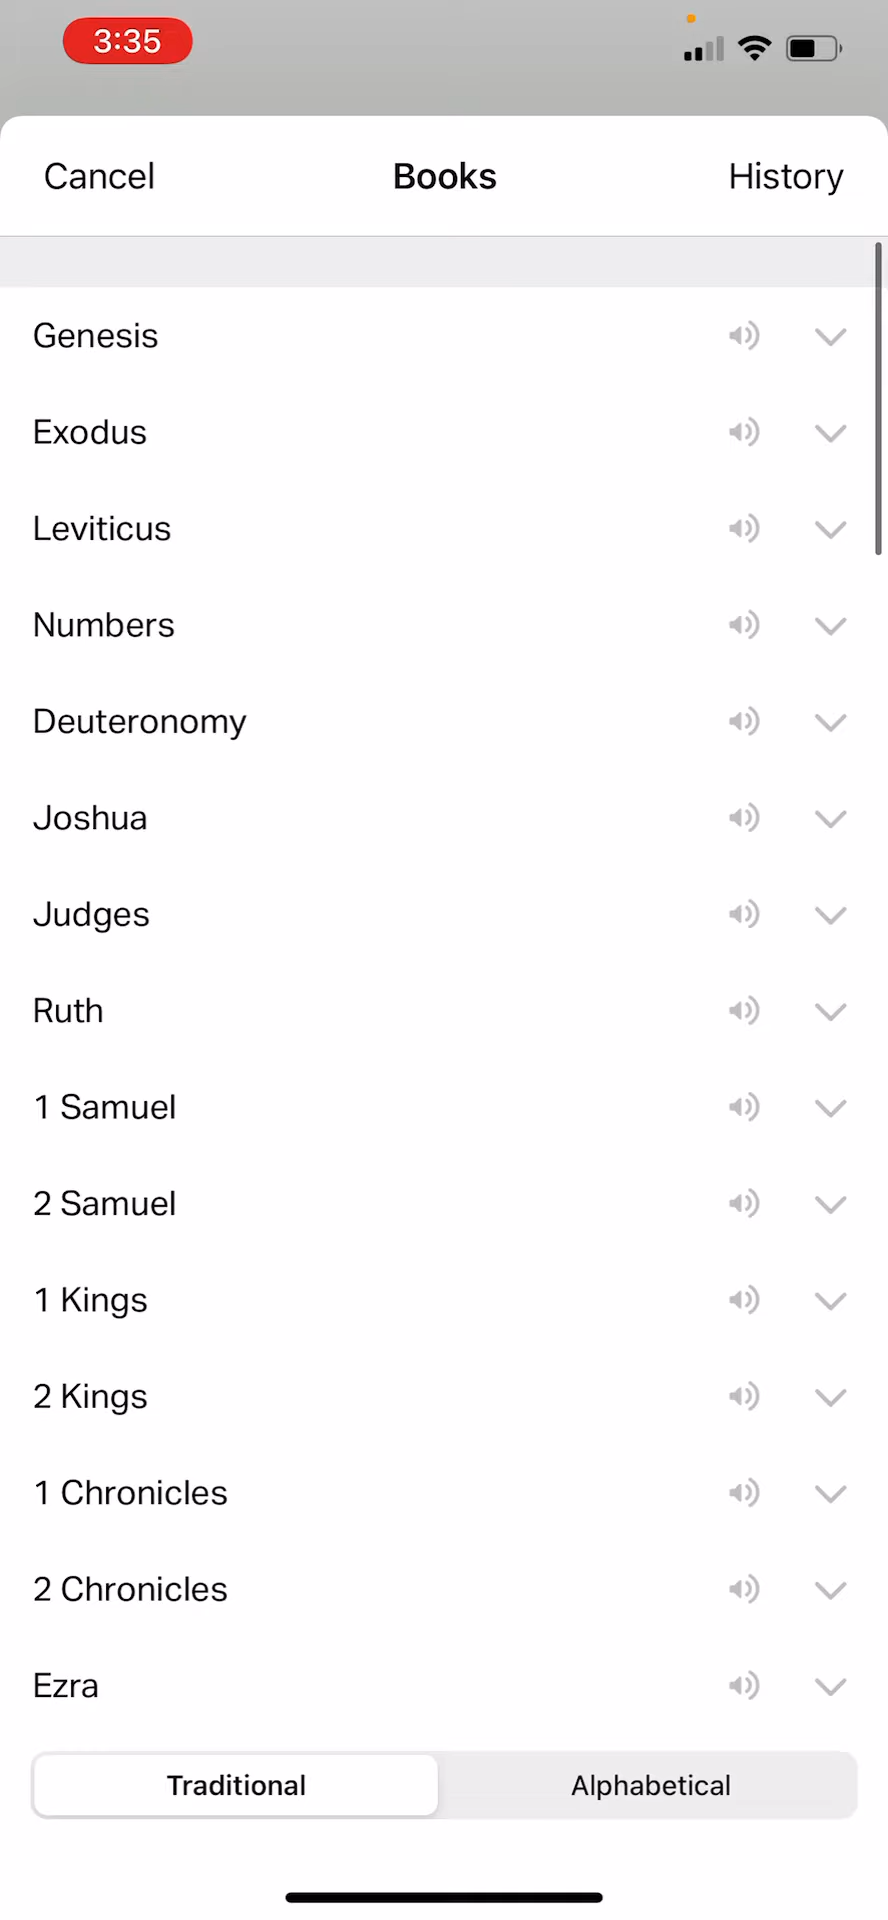 3:35
Cancel Books History
Genesis
Exodus
Leviticus
Numbers
Deuteronomy
Joshua
Judges
Ruth
1 Samuel
2 Samuel
1 Kings
2 Kings
1 Chronicles
2 Chronicles
Ezra
Traditional Alphabetical